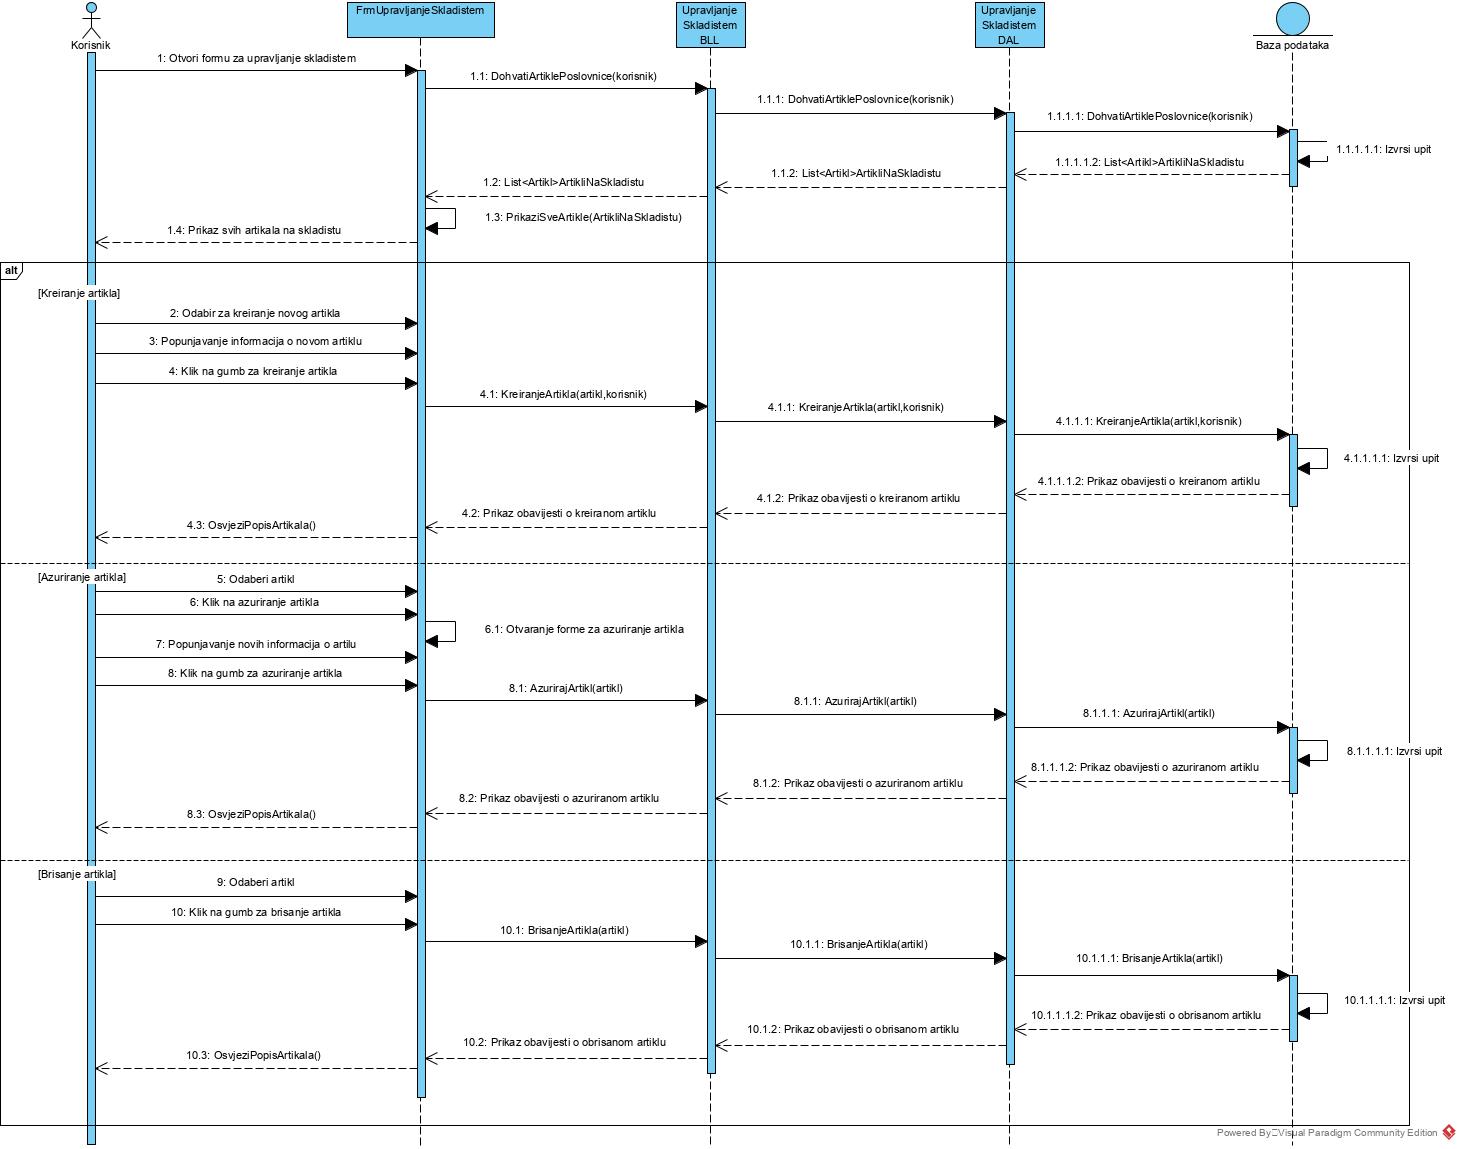 Korisnik
FrmUpravljanjeSkladistem
Upravljanje
Skladistem
BLL
Upravljanje
Skladistem
DAL
Baza podataka
1: Otvori formu za upravljanje skladistem
1.1: DohvatiArtiklePoslovnice(korisnik)
1.1.1: DohvatiArtiklePoslovnice(korisnik)
1.1.1.1: DohvatiArtiklePoslovnice(korisnik)
1.1.1.1.1: Izvrsi upit
1.1.1.1.2: List<Artikl>ArtikliNaSkladistu
1.1.2: List<Artikl>ArtikliNaSkladistu
1.2: List<Artikl>ArtikliNaSkladistu
1.3: PrikaziSveArtikle(ArtikliNaSkladistu)
1.4: Prikaz svih artikala na skladistu
alt
[Kreiranje artikla]
2: Odabir za kreiranje novog artikla
3: Popunjavanje informacija o novom artiklu
4: Klik na gumb za kreiranje artikla
4.1: KreiranjeArtikla(artikl,korisnik)
4.1.1: KreiranjeArtikla(artikl,korisnik)
4.1.1.1: KreiranjeArtikla(artikl,korisnik)
4.1.1.1.1: Izvrsi upit
4.1.1.1.2: Prikaz obavijesti o kreiranom artiklu
4.1.2: Prikaz obavijesti o kreiranom artiklu
4.2: Prikaz obavijesti o kreiranom artiklu
4.3: OsvjeziPopisArtikala()
[Azuriranje artikla]
5: Odaberi artikl
6: Klik na azuriranje artikla
6.1: Otvaranje forme za azuriranje artikla
7: Popunjavanje novih informacija o artilu
8: Klik na gumb za azuriranje artikla
8.1: AzurirajArtikl(artikl)
8.1.1: AzurirajArtikl(artikl)
8.1.1.1: AzurirajArtikl(artikl)
8.1.1.1.1: Izvrsi upit
8.1.1.1.2: Prikaz obavijesti o azuriranom artiklu
8.1.2: Prikaz obavijesti o azuriranom artiklu
8.2: Prikaz obavijesti o azuriranom artiklu
8.3: OsvjeziPopisArtikala()
[Brisanje artikla]
9: Odaberi artikl
10: Klik na gumb za brisanje artikla
10.1: BrisanjeArtikla(artikl)
10.1.1: BrisanjeArtikla(artikl)
10.1.1.1: BrisanjeArtikla(artikl)
10.1.1.1.1: Izvrsi upit
10.1.1.1.2: Prikaz obavijesti o obrisanom artiklu
10.1.2: Prikaz obavijesti o obrisanom artiklu
10.2: Prikaz obavijesti o obrisanom artiklu
10.3: OsvjeziPopisArtikala()
Powered By Visual Paradigm Community Edition